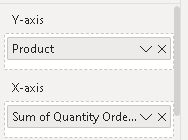 Y-axis
Product
X-axis
Sum of Quantity Orde...